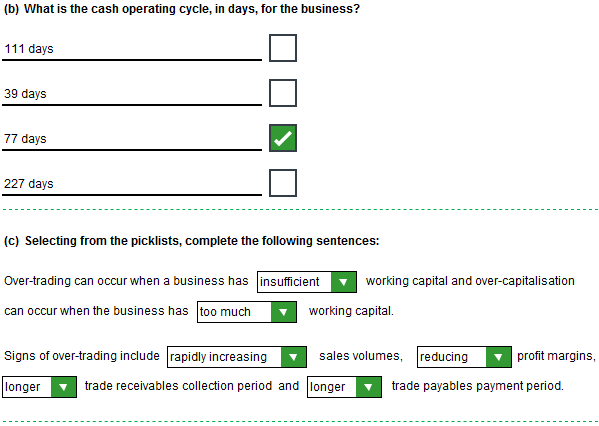 (b) What is the cash operating cycle, in days, for the business?
111 days
39 days
77 days
227 days
(c) Selecting from the picklists, complete the following sentences:
Over-trading can occur when a business has insufficient working capital and over-capitalisation
can occur when the business has too much working capital.
Signs of over-trading include rapidly increasing sales volumes, reducing profit margins,
longer trade receivables collection period and longer trade payables payment period.